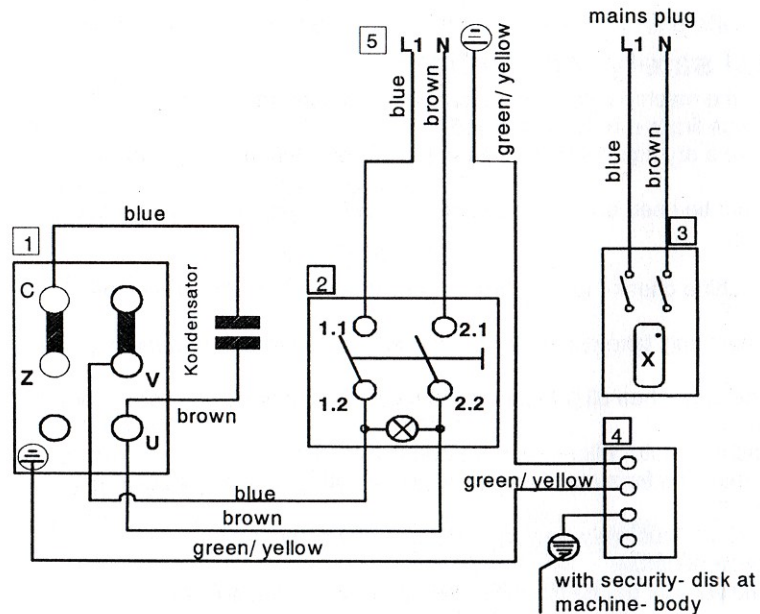 mains plug
5 L1 N
L1 N
blue
brown
green/ yellow
blue
brown
3
X
blue
1
C
Z
V
U
Kondensator
brown
2
1.1 2.1
1.2 2.2
4
blue
green/ yellow
brown
green/ yellow
with security- disk at
machine- body